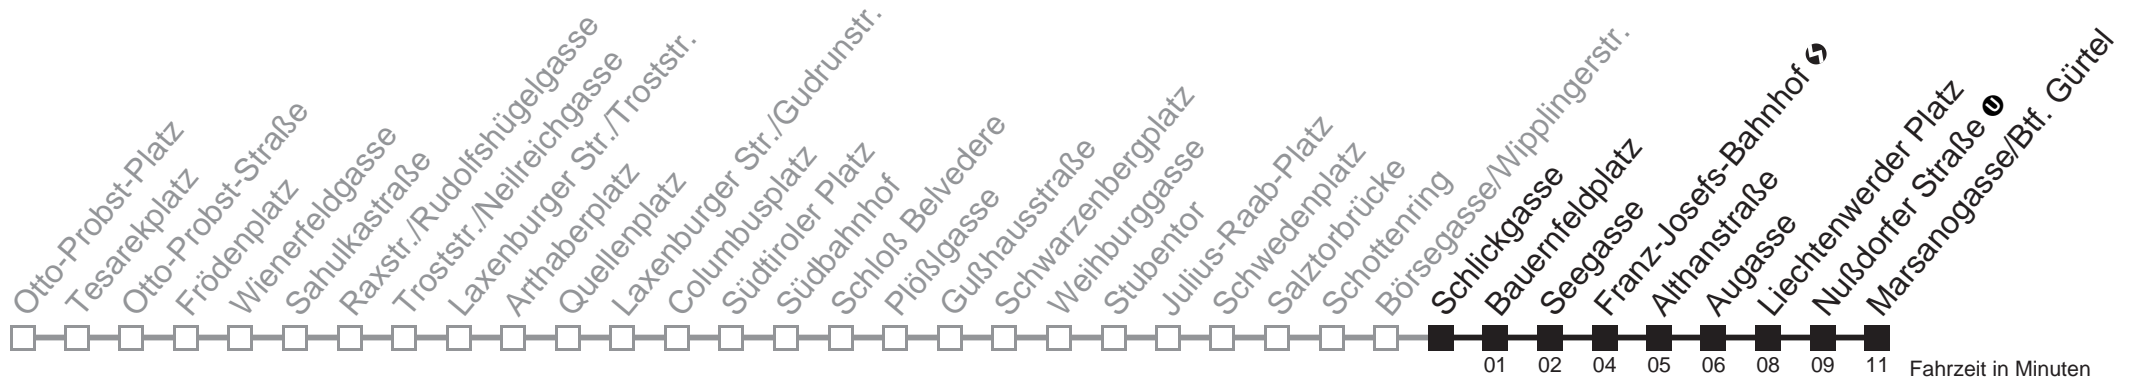 Otto-Probst-Platz
Tesarekplatz
Otto-Probst-Straße
Frödenplatz
Wienerfeldgasse
Sahulkastraße
Raxstr./Rudolfshügelgasse
Troststr./Neilreichgasse
Laxenburger Str./Troststr.
Arthaberplatz
Quellenplatz
Laxenburger Str./Gudrunstr.
Columbusplatz
Südtiroler Platz
Südbahnhof
Schloß Belvedere
Plößlgasse
Gußhausstraße
Schwarzenbergplatz
Weihburggasse
Stubentor
Julius-Raab-Platz
Schwedenplatz
Salztorbrücke
Schottenring
Börsegasse/Wipplingerstr.
Schlickgasse
Bauernfeldplatz
Seegasse
Franz-Josefs-Bahnhof
Althanstraße
Augasse
Liechtenwerder Platz
Nußdorfer Straße U
Marsanogasse/Btf. Gürtel
01 02 04 05 06 08 09 11 Fahrzeit in Minuten